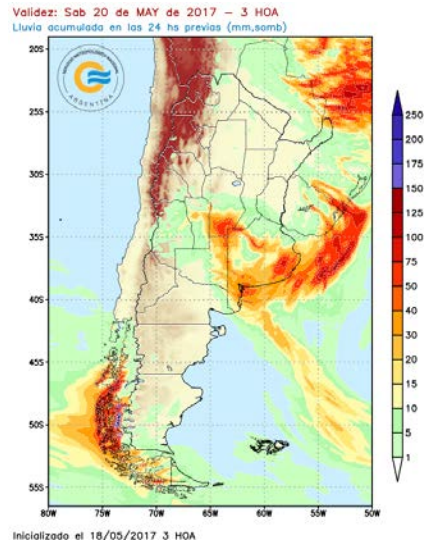 Validez: Sab 20 de MAY de 2017 – 3 HOA
Lluvia acumulada en las 24 hs previas (mm,somb)
ARGENTINA
20S
25S
30S
35S
40S
45S
50S
55S
80W 75W 70W 65W 60W 55W 50W
250
200
175
150
125
100
75
50
40
30
20
15
10
5
1
Inicializado el 18/05/2017 3 HOA